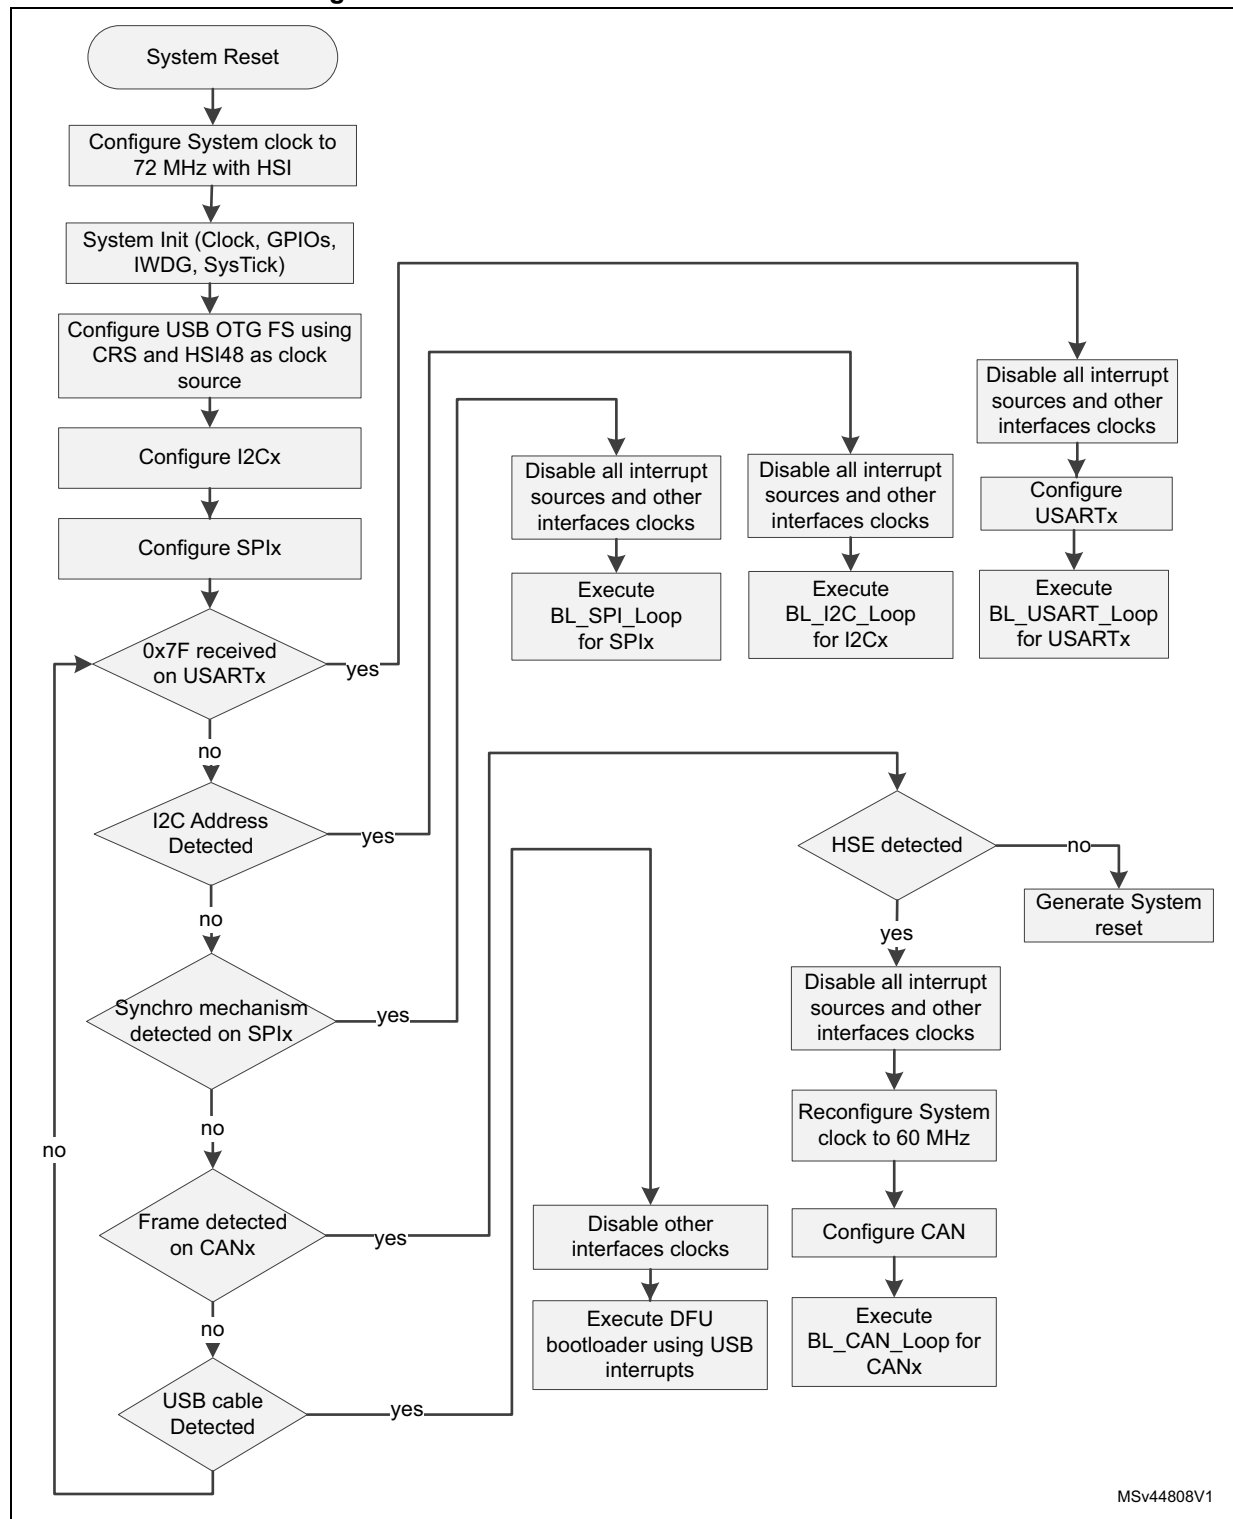 System Reset
Configure System clock to
72 MHz with HSI
System Init (Clock, GPIOs,
IWDG, SysTick)
Configure USB OTG FS using
CRS and HSI48 as clock
source
Configure I2Cx
Configure SPIx
0x7F received
on USARTx
yes
no
I2C Address
Detected
yes
no
Synchro mechanism
detected on SPIx
yes
no
Frame detected
on CANx
yes
no
USB cable
Detected
yes
no
Disable all interrupt
sources and other
interfaces clocks
Execute
BL_SPI_Loop
for SPIx
Disable all interrupt
sources and other
interfaces clocks
Execute
BL_I2C_Loop
for I2Cx
Disable all interrupt
sources and other
interfaces clocks
Configure
USARTx
Execute
BL_USART_Loop
for USARTx
HSE detected
no
Generate System
reset
yes
Disable all interrupt
sources and other
interfaces clocks
Reconfigure System
clock to 60 MHz
Configure CAN
Execute
BL_CAN_Loop for
CANx
Disable other
interfaces clocks
Execute DFU
bootloader using USB
interrupts
MSv44808V1